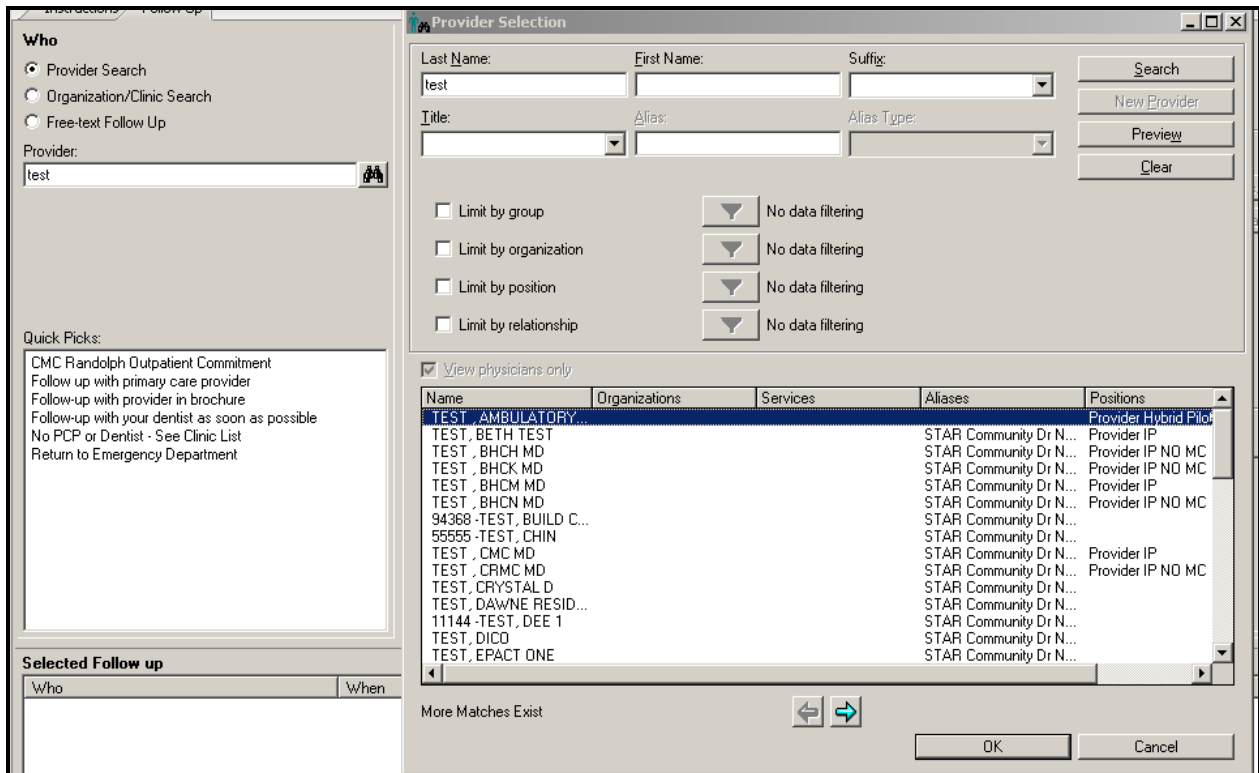 Instructions Follow Up
Who
Provider Search
Organization/Clinic Search
Free-text Follow Up
Provider:
test
Quick Picks:
CMC Randolph Outpatient Commitment
Follow up with primary care provider
Follow-up with provider in brochure
Follow-up with your dentist as soon as possible
No PCP or Dentist - See Clinic List
Return to Emergency Department
Selected Follow up
Who When
Provider Selection
Last Name: First Name: Suffix:
test
Title: Alias: Alias Type:
Search
New Provider
Preview
Clear
Limit by group No data filtering
Limit by organization No data filtering
Limit by position No data filtering
Limit by relationship No data filtering
View physicians only
Name Organizations Services Aliases Positions
TEST , AMBULATORY... Provider Hybrid Pilot
TEST, BETH TEST STAR Community Dr N... Provider IP
TEST , BHCH MD STAR Community Dr N... Provider IP NO MC
TEST , BHCK MD STAR Community Dr N... Provider IP NO MC
TEST , BHCM MD STAR Community Dr N... Provider IP
TEST , BHCN MD STAR Community Dr N... Provider IP NO MC
94368 -TEST, BUILD C... STAR Community Dr N...
55555 -TEST, CHIN STAR Community Dr N...
TEST , CMC MD STAR Community Dr N... Provider IP
TEST , CRMC MD STAR Community Dr N... Provider IP NO MC
TEST, CRYSTAL D STAR Community Dr N...
TEST, DAWNE RESID... STAR Community Dr N...
11144 -TEST, DEE 1 STAR Community Dr N...
TEST, DICO STAR Community Dr N...
TEST, EPACT ONE STAR Community Dr N...
More Matches Exist
OK Cancel